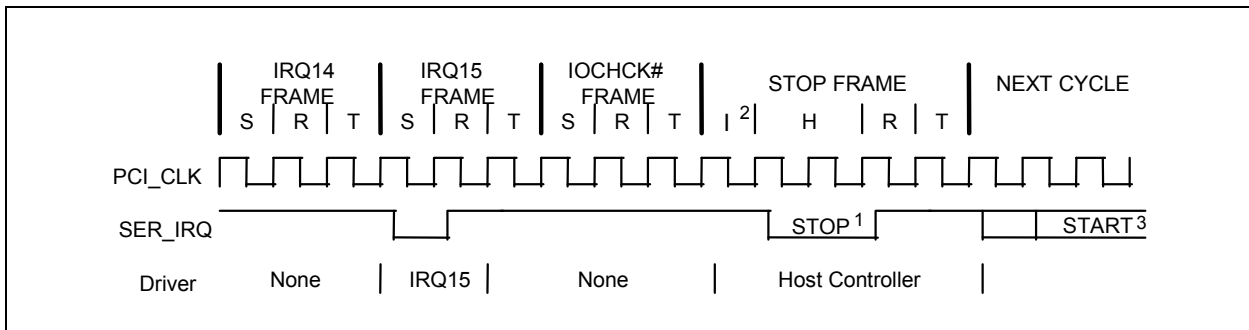 IRQ14 FRAME
IRQ15 FRAME
IOCHCK# FRAME
STOP FRAME
NEXT CYCLE
S R T S R T S R T I 2 H R T
PCI_CLK
SER_IRQ STOP 1 START 3
Driver None IRQ15 None Host Controller